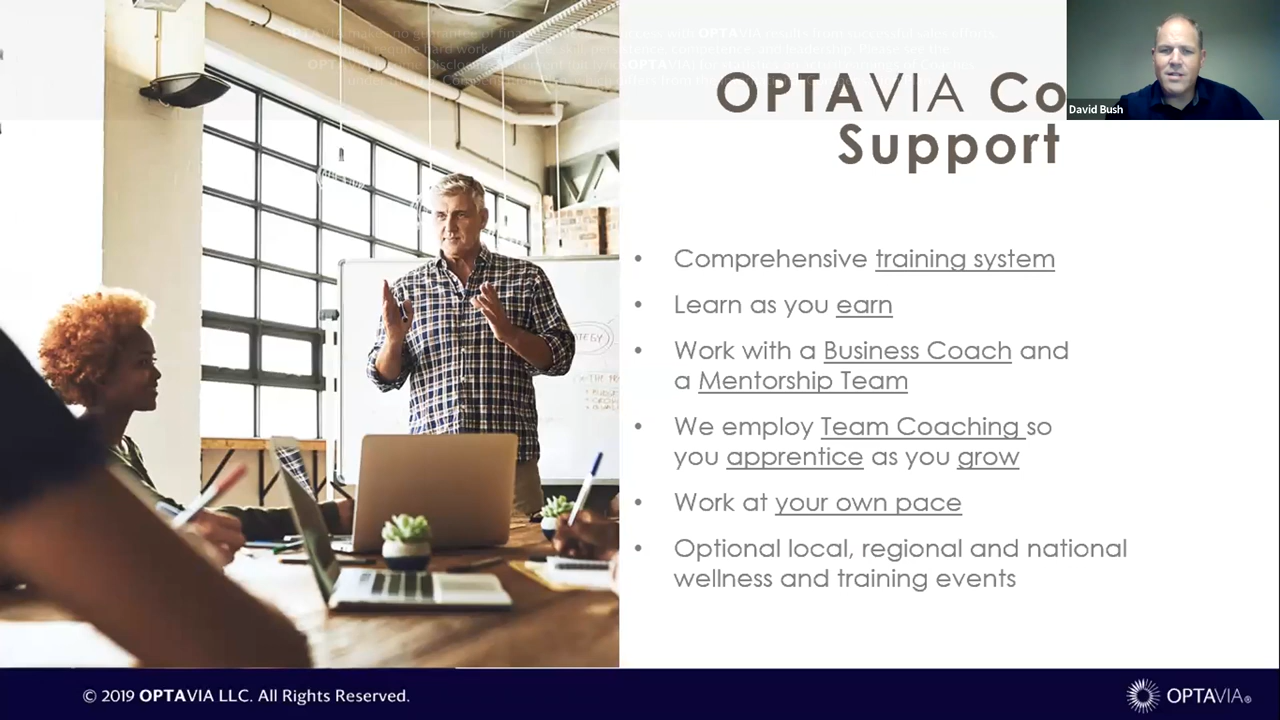 OPTAVIA Co
Support
David Bush
• Comprehensive training system
• Learn as you earn
• Work with a Business Coach and
a Mentorship Team
• We employ Team Coaching so
you apprentice as you grow
• Work at your own pace
• Optional local, regional and national
wellness and training events
© 2019 OPTAVIA LLC. All Rights Reserved.
OPTAVIA®